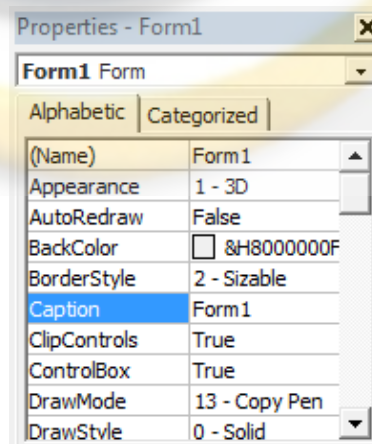 Properties - Form1
Form1 Form
Alphabetic Categorized
(Name) Form1
Appearance 1 - 3D
AutoRedraw False
BackColor &H8000000F
BorderStyle 2 - Sizable
Caption Form1
ClipControls True
ControlBox True
DrawMode 13 - Copy Pen
DrawStyle 0 - Solid